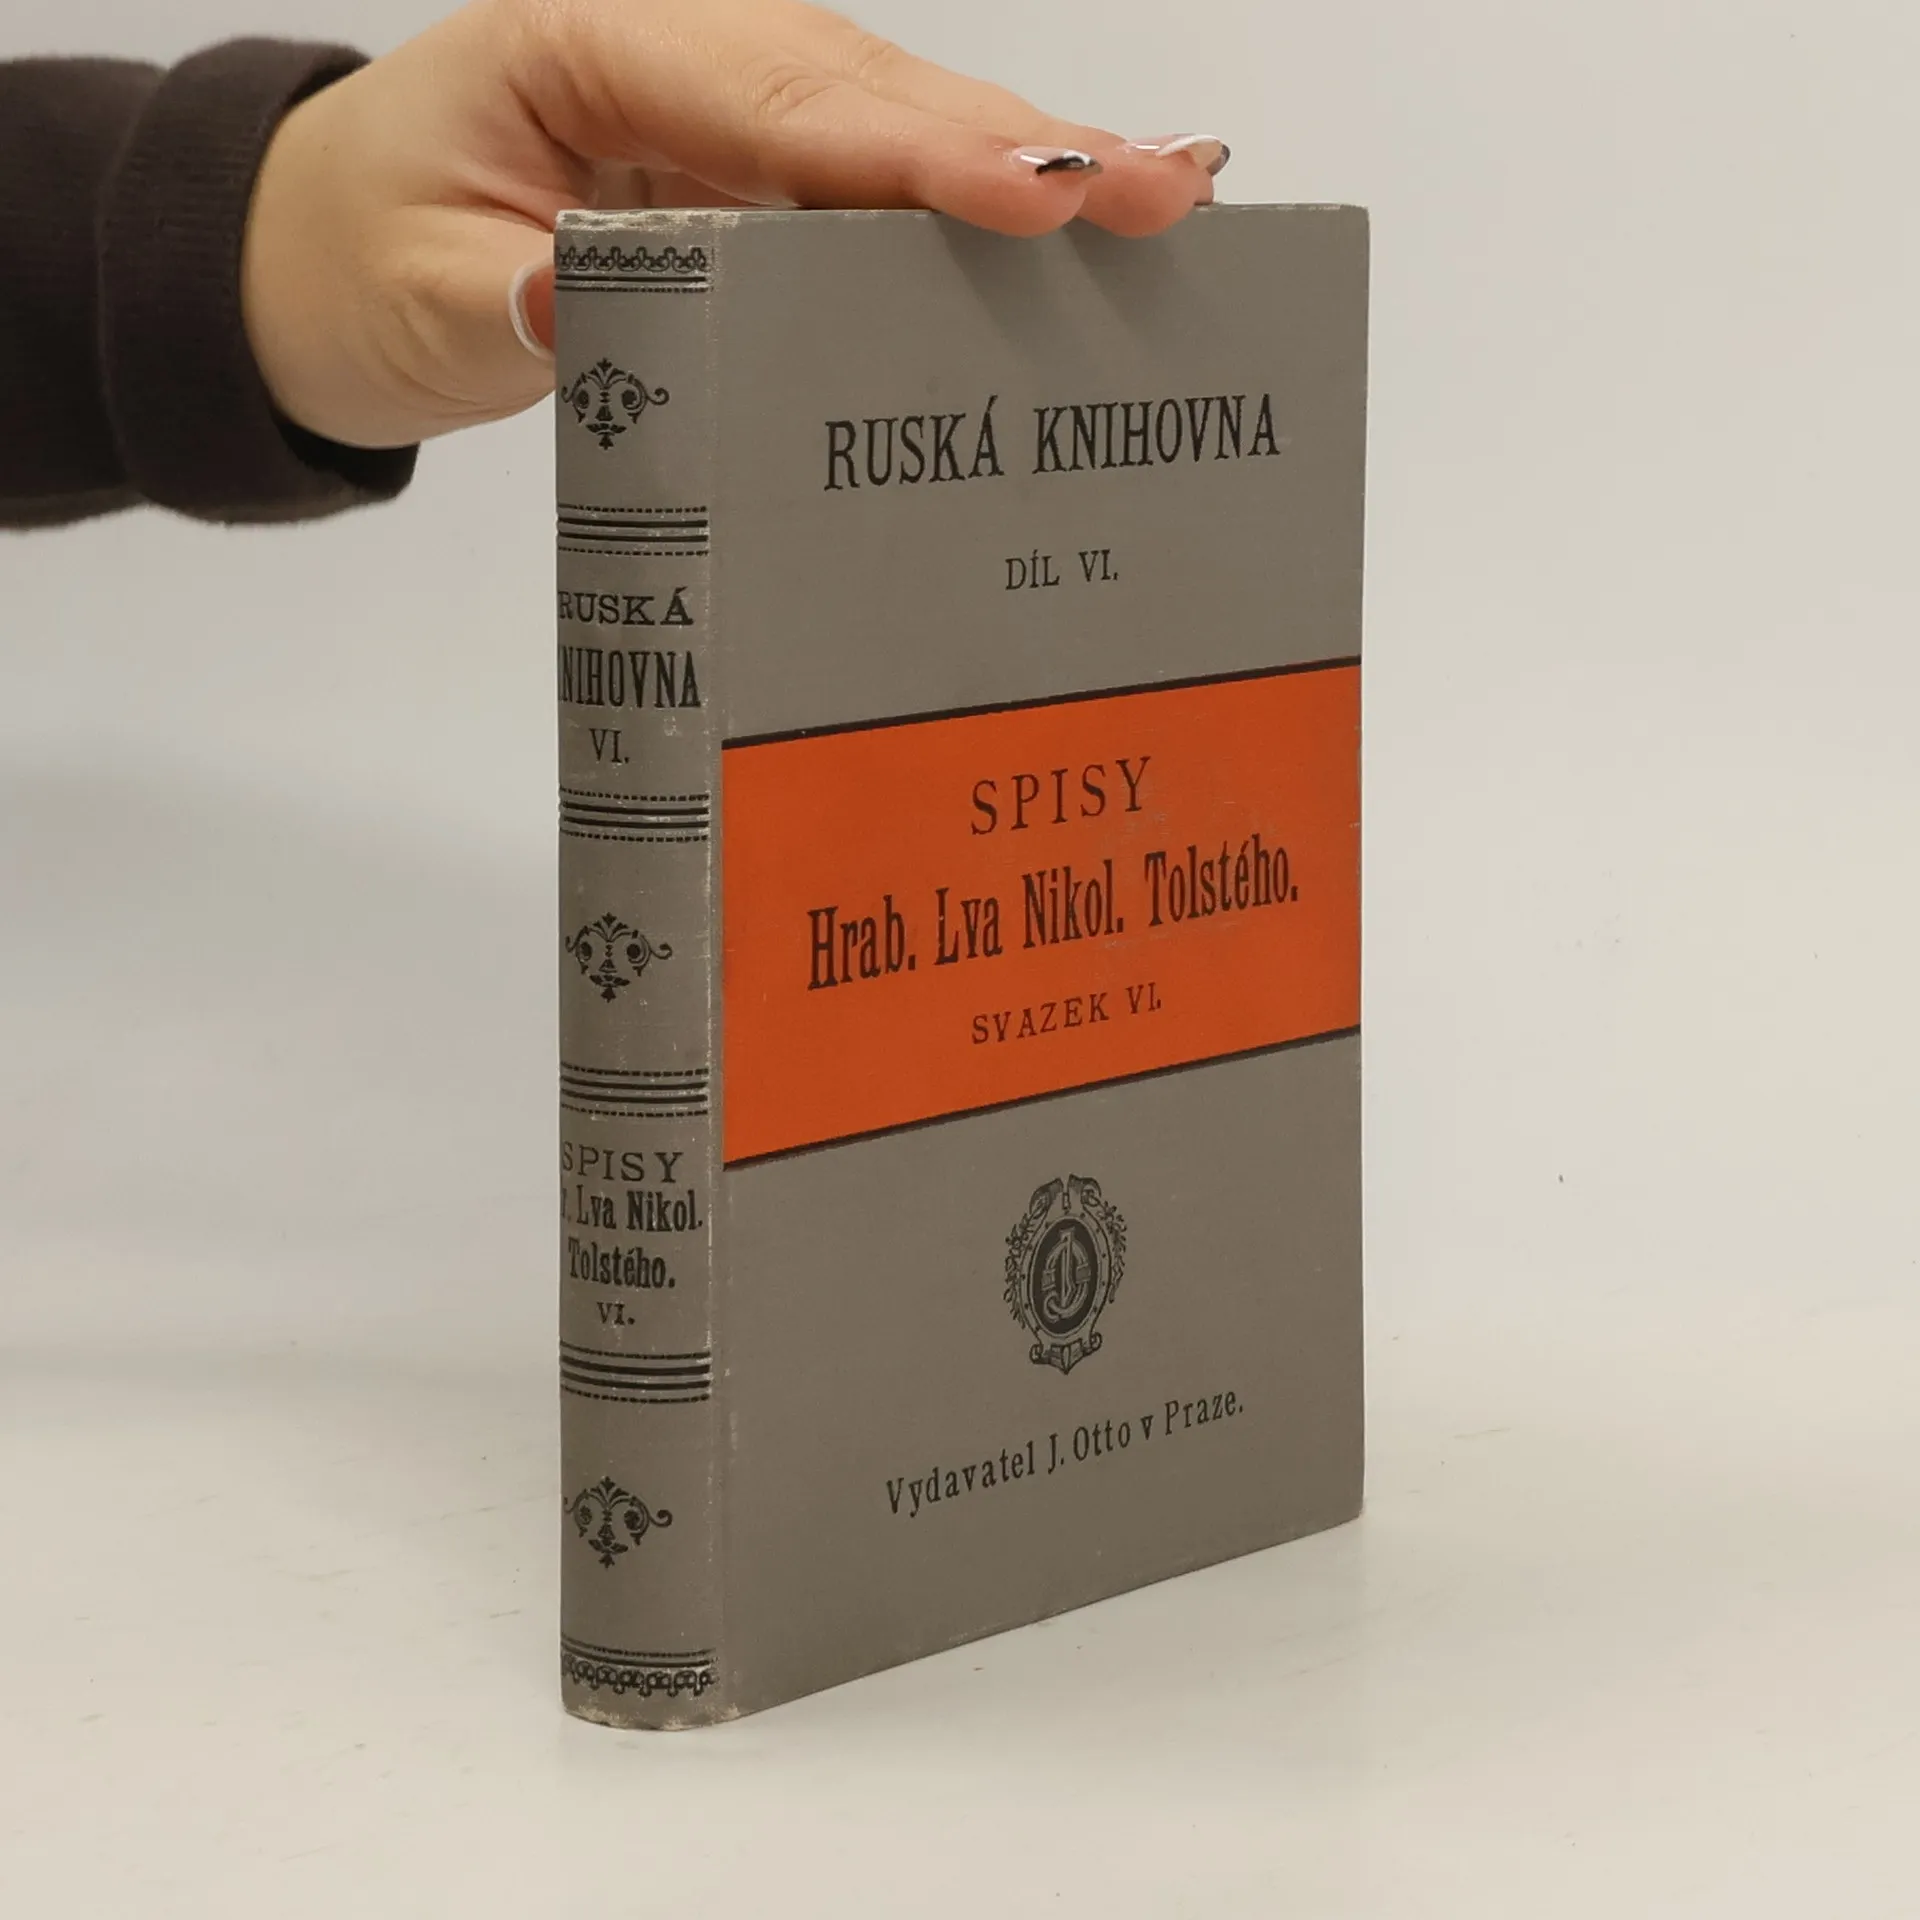 RUSKÁ
NIHOVNA
VI.
SPISY
r. Lva Nikol.
Tolstého.
VI.
RUSKÁ KNIHOVNA
DÍL VI.
SPISY
Hrab. Lva Nikol. Tolstého.
SVAZEK VI.
Vydavatel J. Otto v Praze.